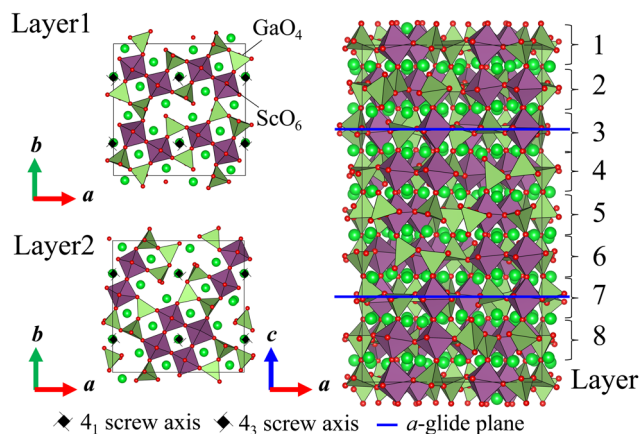 Layer1
GaO₄
ScO₆
b
a
Layer2
b
a
c
a
1
2
3
4
5
6
7
8
Layer
4₁ screw axis 4₃ screw axis a-glide plane